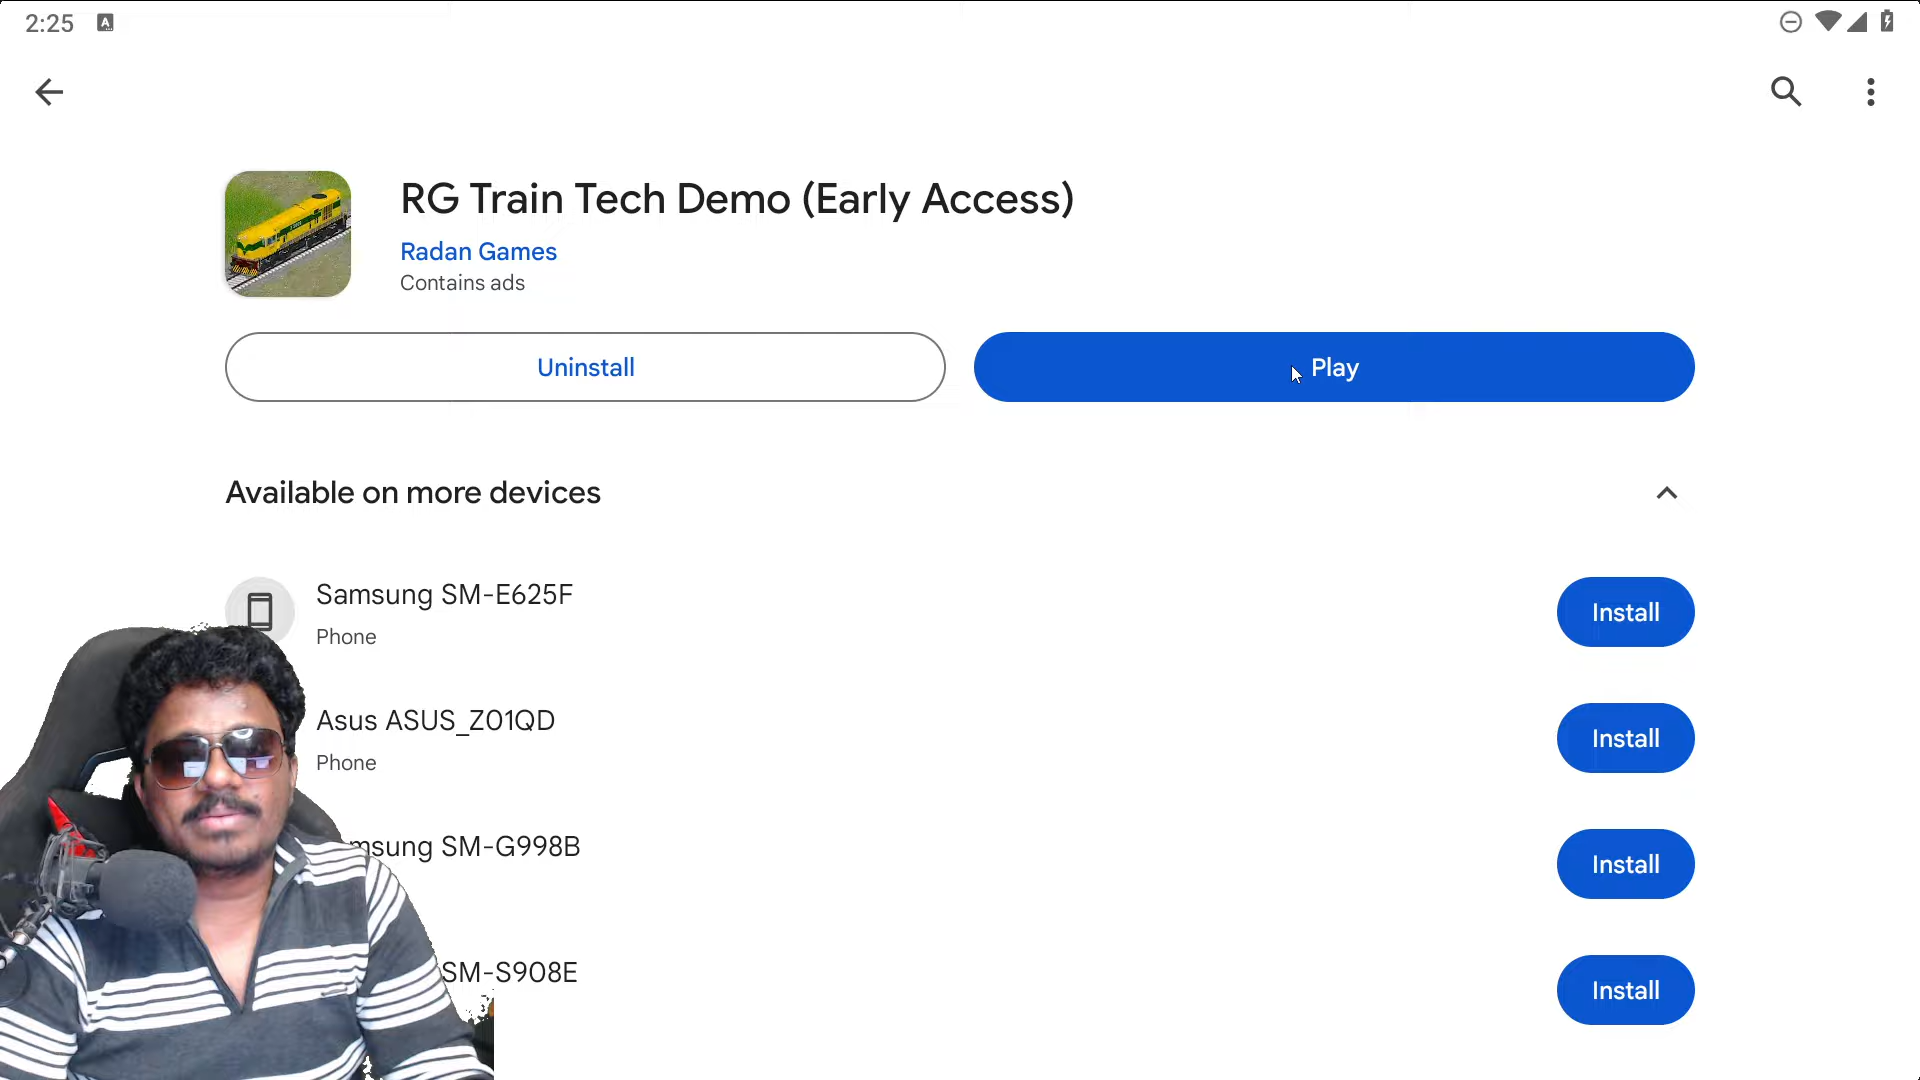 2:25
RG Train Tech Demo (Early Access)
Radan Games
Contains ads
Uninstall
Play
Available on more devices
Samsung SM-E625F
Phone
Install
Asus ASUS_Z01QD
Phone
Install
msung SM-G998B
Install
SM-S908E
Install